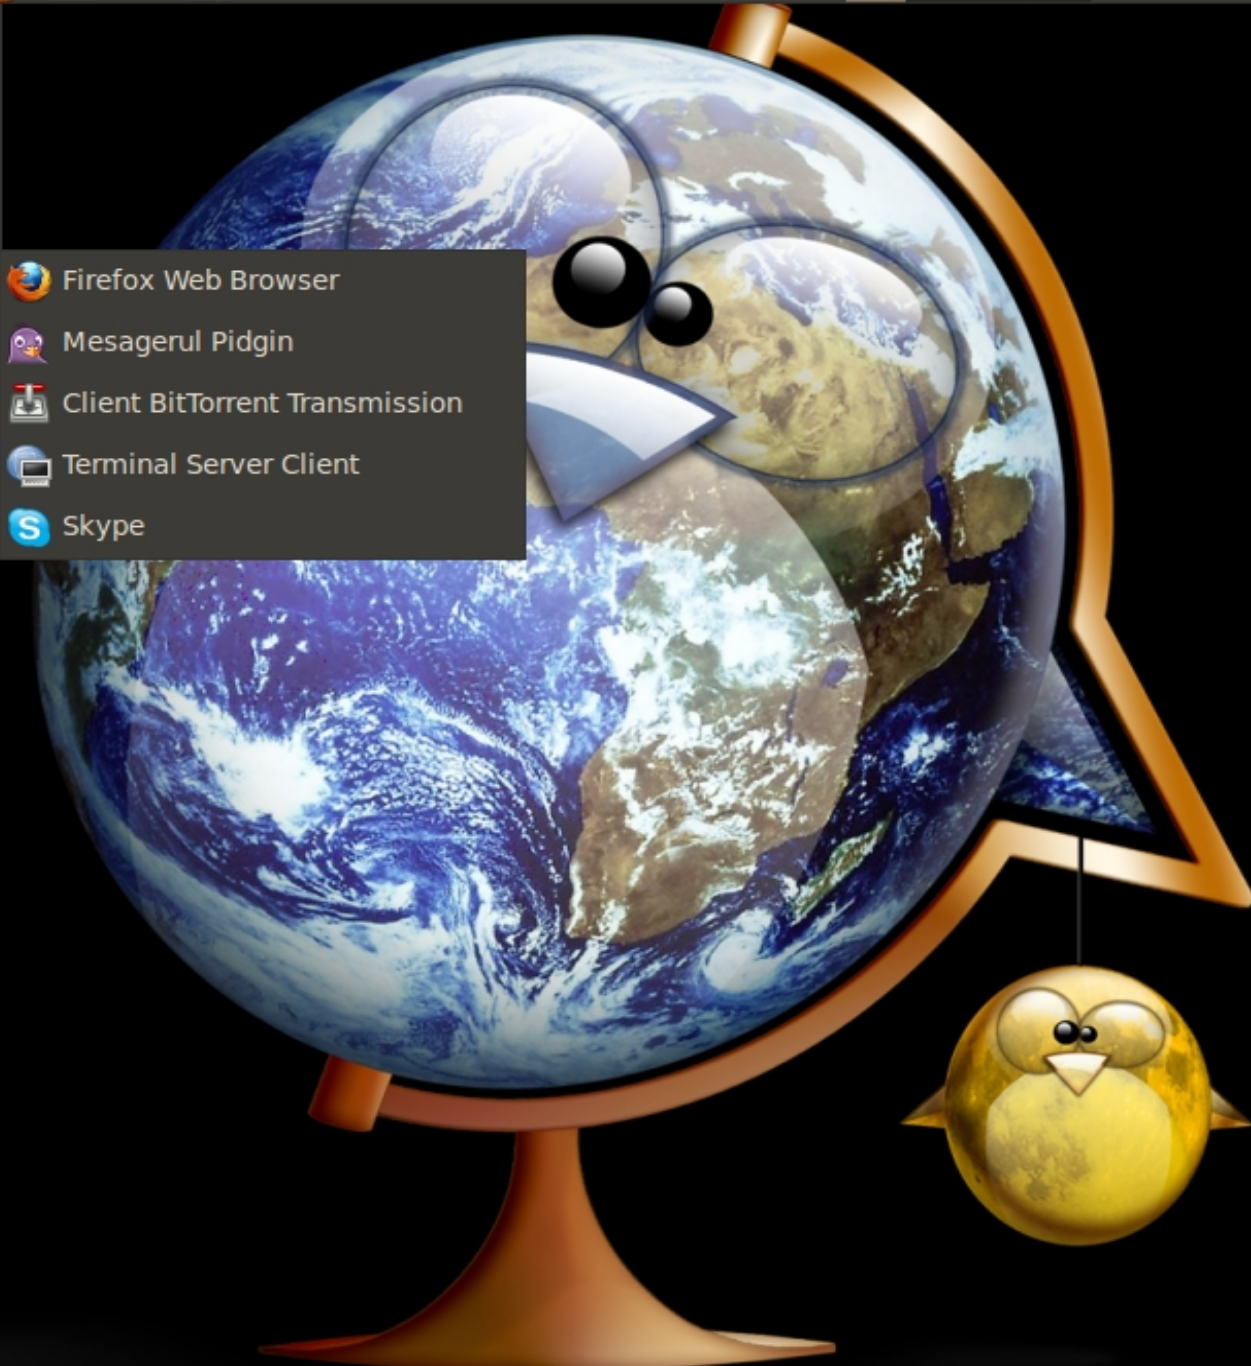 Firefox Web Browser
Mesagerul Pidgin
Client BitTorrent Transmission
Terminal Server Client
Skype